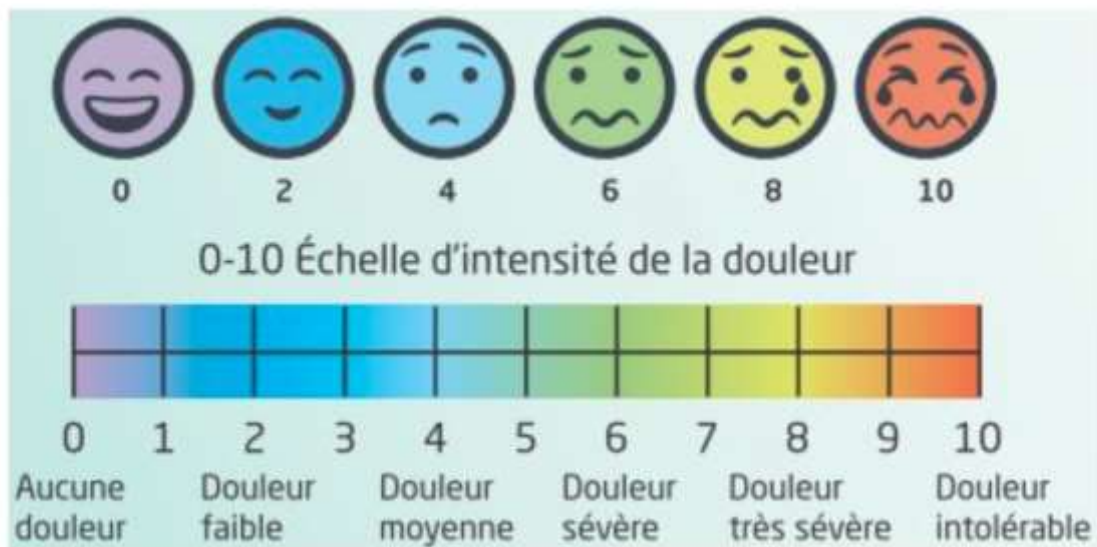 0 2 4 6 8 10
0-10 Échelle d'intensité de la douleur
0 1 2 3 4 5 6 7 8 9 10
Aucune douleur
Douleur faible
Douleur moyenne
Douleur sévère
Douleur très sévère
Douleur intolérable